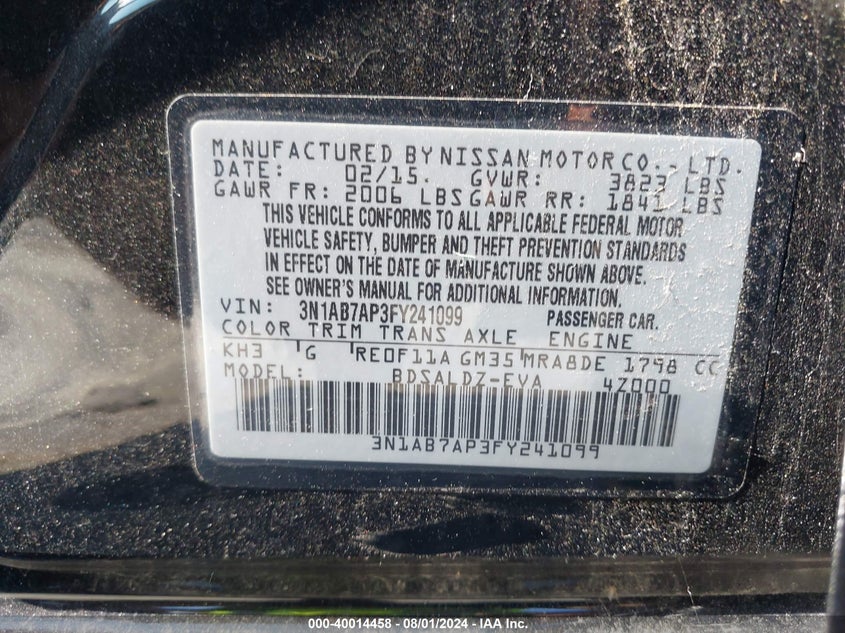 MANUFACTURED BY NISSAN MOTOR CO., LTD.
DATE: 02/15. GVWR: 3823 LBS
GAWR FR: 2006 LBS GAWR RR: 1841 LBS
THIS VEHICLE CONFORMS TO ALL APPLICABLE FEDERAL MOTOR
VEHICLE SAFETY, BUMPER AND THEFT PREVENTION STANDARDS
IN EFFECT ON THE DATE OF MANUFACTURE SHOWN ABOVE.
SEE OWNER'S MANUAL FOR ADDITIONAL INFORMATION.
VIN: 3N1AB7AP3FY241099 PASSENGER CAR.
COLOR TRIM TRANS AXLE ENGINE
KH3 G RE0F11A GM35 MRA8DE 1798 CC
MODEL: BDSALDZ-EVA 4Z000
3N1AB7AP3FY241099
000-40014458 - 08/01/2024 - IAA, Inc.